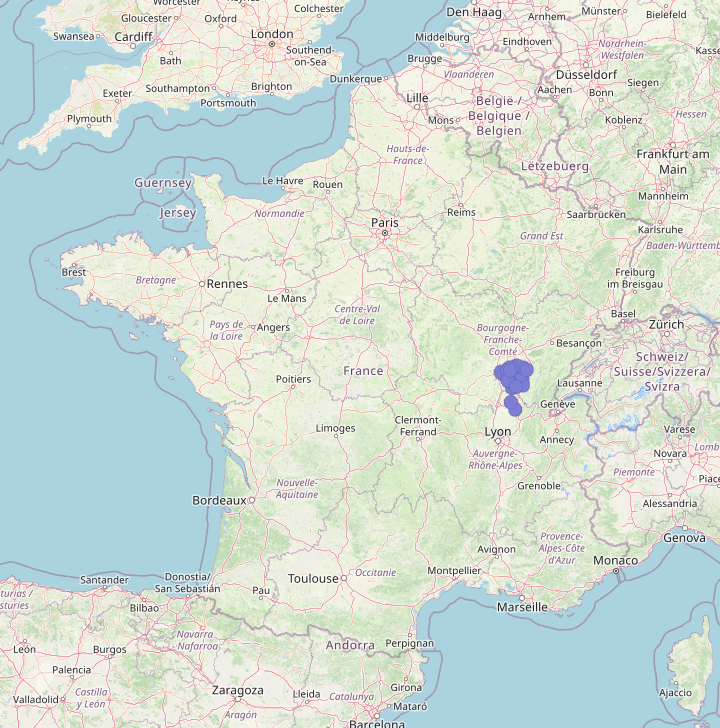 Worcester
Gloucester
Colchester
Den Haag
Arnhem
Münster
Bielefeld
Swansea
Cardiff
Oxford
London
Middelburg
Eindhoven
Nordrhein-
Westfalen
Kasse
Bath
Southend-
on-Sea
Brugge
Vlaanderen
Düsseldorf
Exeter
Southampton
Brighton
Dunkerque
Aachen
Siegen
Portsmouth
Lille
België /
Belgique /
Belgien
Bonn
Plymouth
Mons
Koblenz
Hessen
Hauts-de-
France
Lëtzebuerg
Frankfurt am
Main
Guernsey
Le Havre
Rouen
Mannheim
Jersey
Normandie
Paris
Reims
Saarbrücken
Grand Est
Karlsruhe
Baden-Württemb
Brest
Bretagne
Rennes
Le Mans
Freiburg
im Breisgau
Centre-Val
de Loire
Basel
Zürich
Pays de
la Loire
Angers
Bourgogne-
Franche-
Comté
Besançon
Schweiz/
Suisse/Svizzera/
Svizra
Poitiers
France
Lausanne
Genève
Limoges
Clermont-
Ferrand
Lyon
Annecy
Varese
Novara
Lomb
Auvergne-
Rhône-Alpes
Piemonte
Piace
Nouvelle-
Aquitaine
Grenoble
Bordeaux
Alessandria
Genova
Provence-
Alpes-Côte
d'Azur
Avignon
Monaco
Santander
Donostia/
San Sebastián
Toulouse
Occitanie
Montpellier
turias /
sturias
Bilbao
Pau
Marseille
Navarra
- Nafarroa
Andorra
Perpignan
León
Burgos
Palencia
Girona
Ajaccio
Valladolid
Castilla
y León
Zaragoza
Lleida
Catalunya
Mataró
Aragón
Barcelona